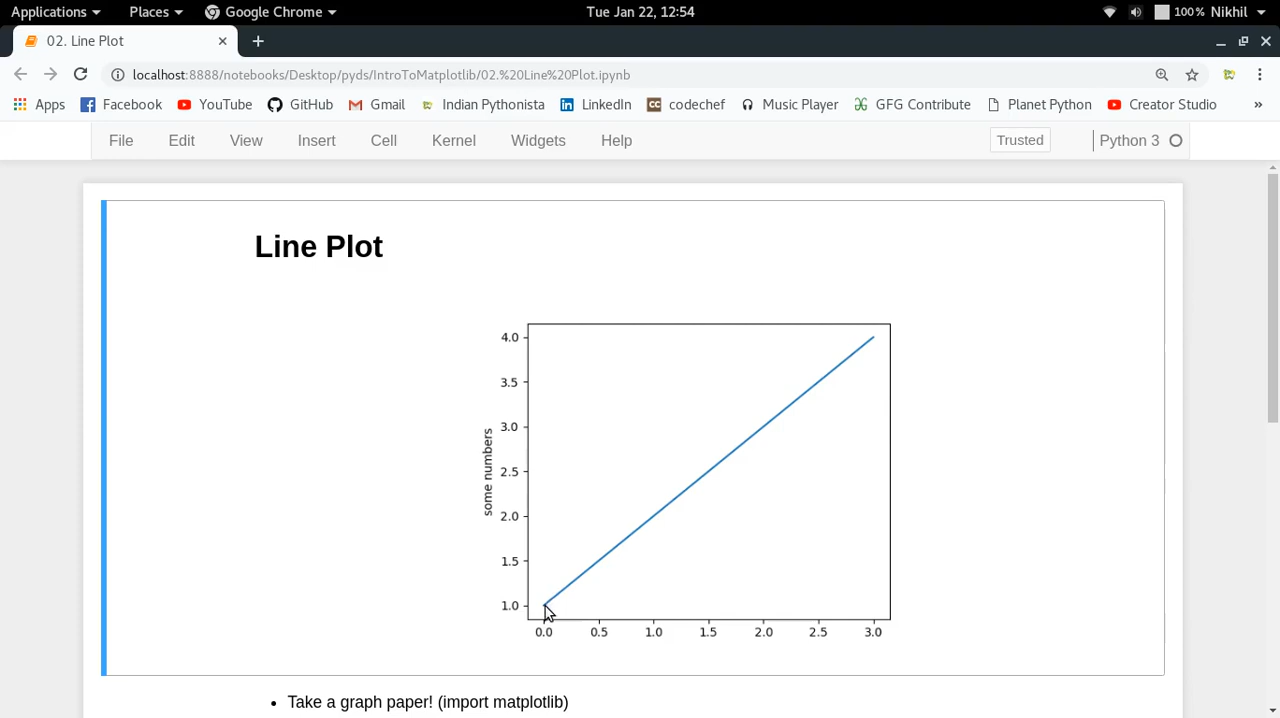 Applications Places Google Chrome Tue Jan 22, 12:54 100% Nikhil
02. Line Plot
localhost:8888/notebooks/Desktop/pyds/IntroToMatplotlib/02.%20Line%20Plot.ipynb
Apps Facebook YouTube GitHub Gmail Indian Pythonista LinkedIn codechef Music Player GFG Contribute Planet Python Creator Studio »
File Edit View Insert Cell Kernel Widgets Help Trusted Python 3
Line Plot
4.0
3.5
3.0
2.5
2.0
1.5
1.0
some numbers
0.0 0.5 1.0 1.5 2.0 2.5 3.0
• Take a graph paper! (import matplotlib)